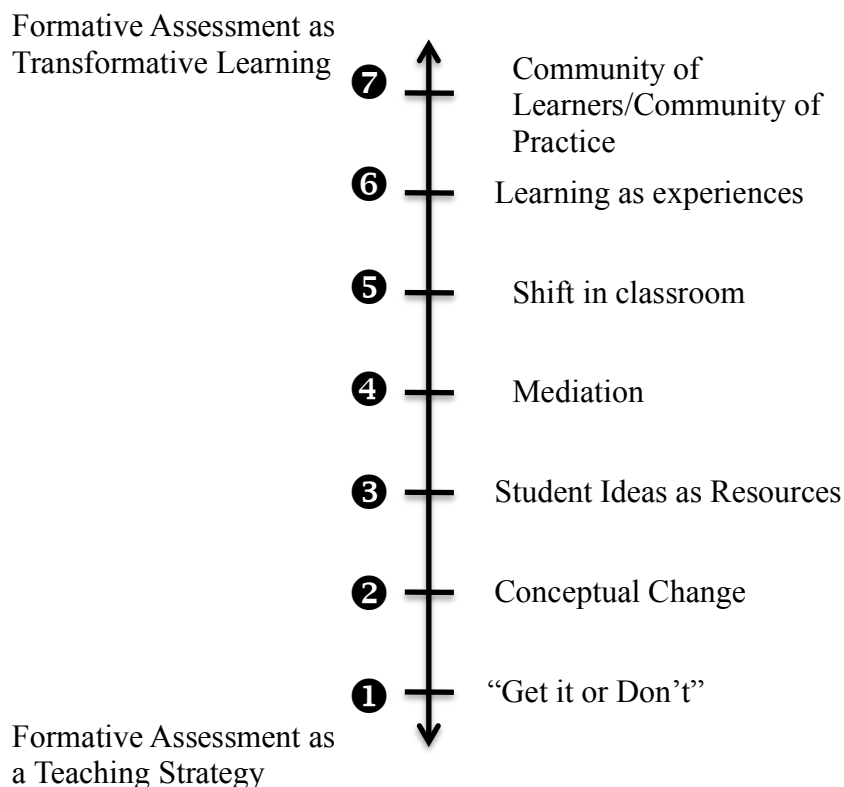 Formative Assessment as
Transformative Learning
❼
Community of
Learners/Community of
Practice
❻
Learning as experiences
❺
Shift in classroom
❹
Mediation
❸
Student Ideas as Resources
❷
Conceptual Change
❶
“Get it or Don’t”
Formative Assessment as
a Teaching Strategy